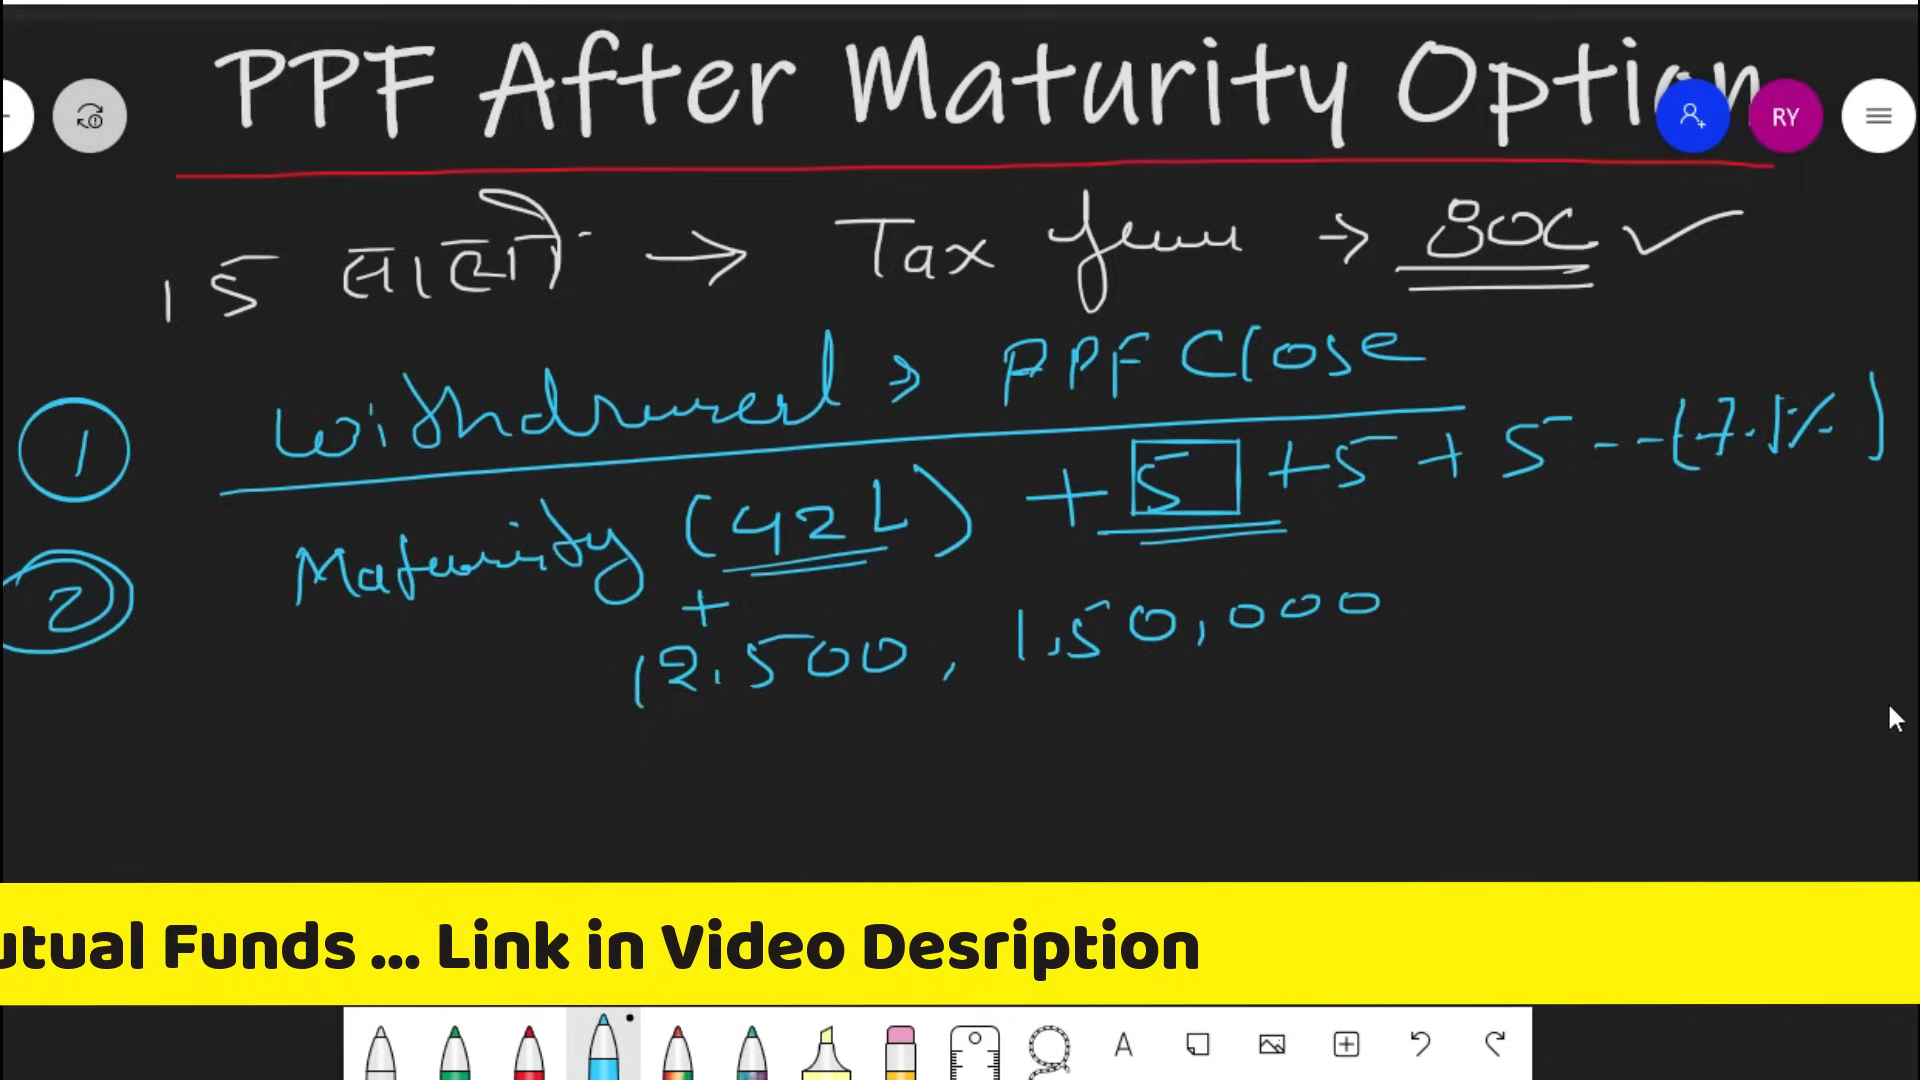 PPF After Maturity Option
RY
15 सालो → Tax free → 80C ✓
1 Withdrawal → PPF Close
2 Maturity (42L) + 5 + 5 + 5 --- (7.1%)
+
12,500, 1,50,000
utual Funds ... Link in Video Desription
A